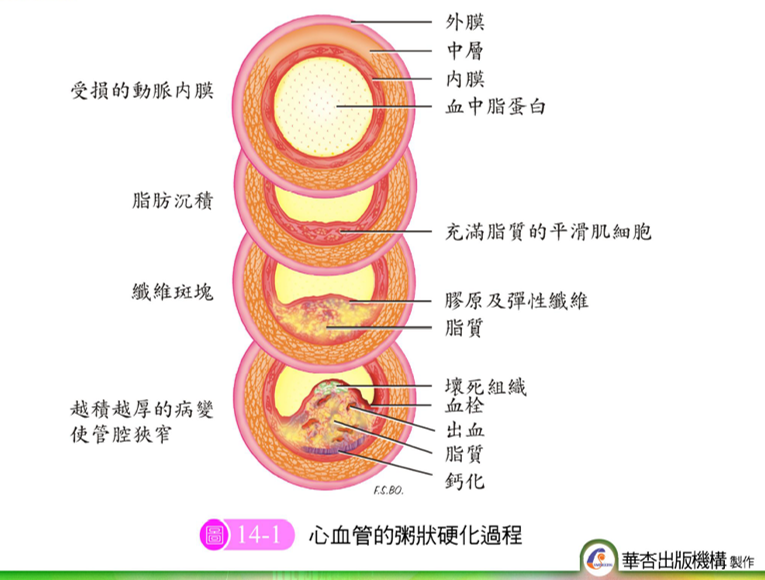 外膜
中層
受損的動脈內膜
內膜
血中脂蛋白
脂肪沉積
充滿脂質的平滑肌細胞
纖維斑塊
膠原及彈性纖維
脂質
越積越厚的病變
使管腔狹窄
壞死組織
血栓
出血
脂質
鈣化
F.S.BO.
圖 14-1 心血管的粥狀硬化過程
華杏出版機構 製作